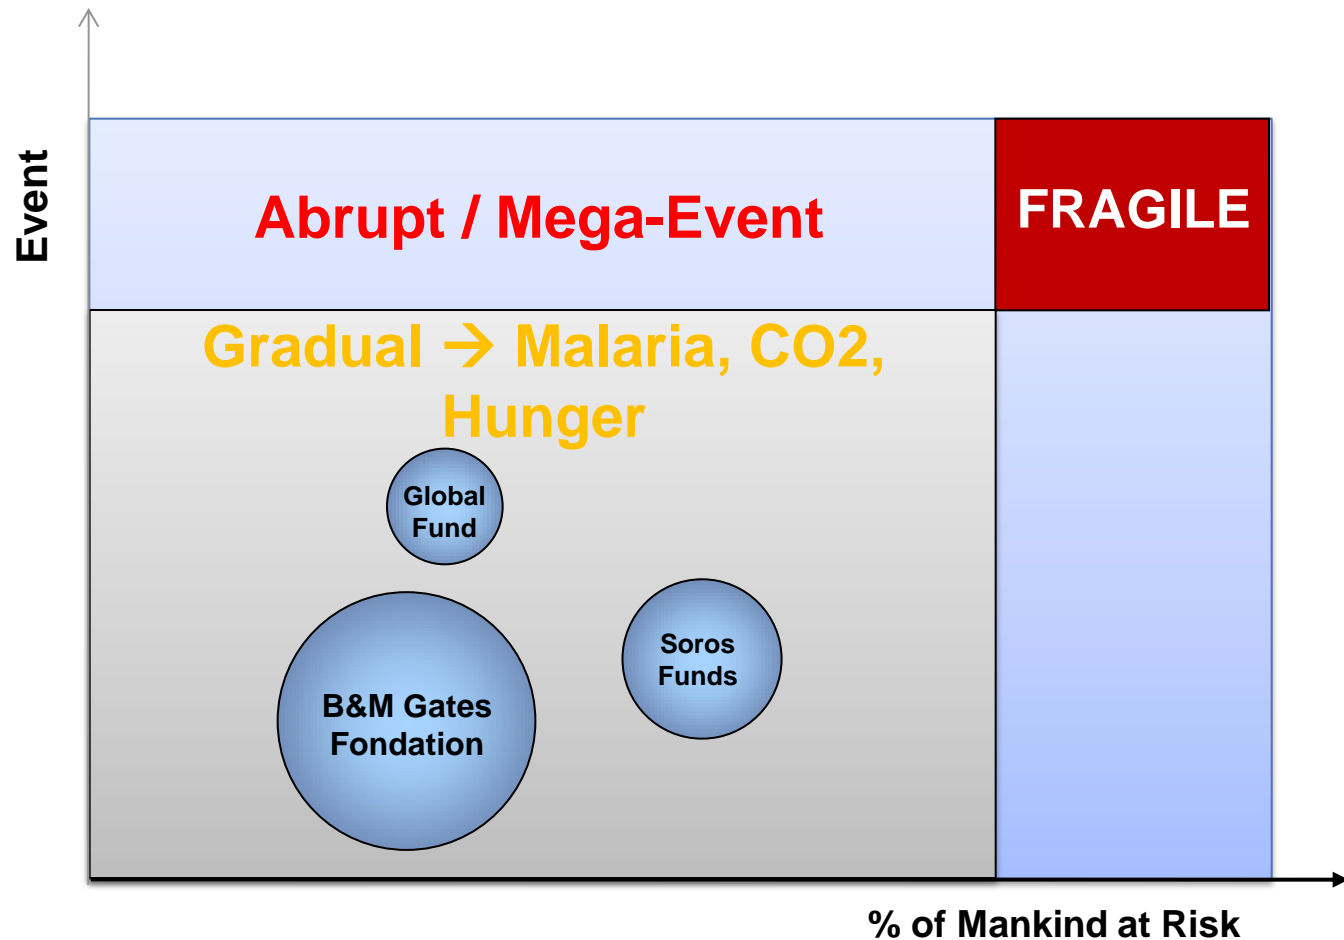 Event
Abrupt / Mega-Event
FRAGILE
Gradual → Malaria, CO2,
Hunger
Global
Fund
Soros
Funds
B&M Gates
Fondation
% of Mankind at Risk